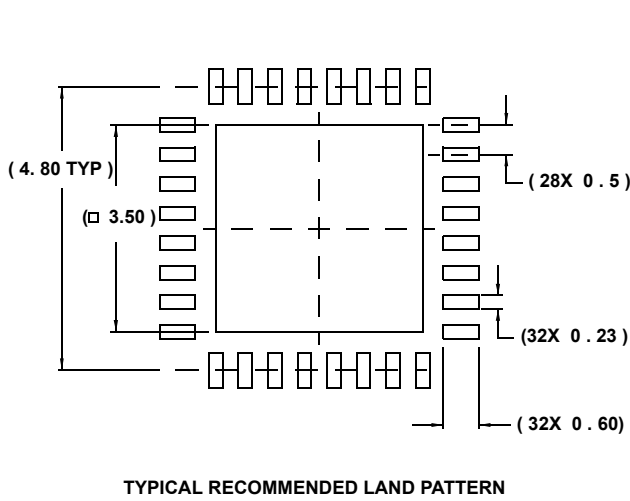 ( 4. 80 TYP )
( 28X 0 . 5 )
(□ 3.50 )
(32X 0 . 23 )
( 32X 0 . 60)
TYPICAL RECOMMENDED LAND PATTERN